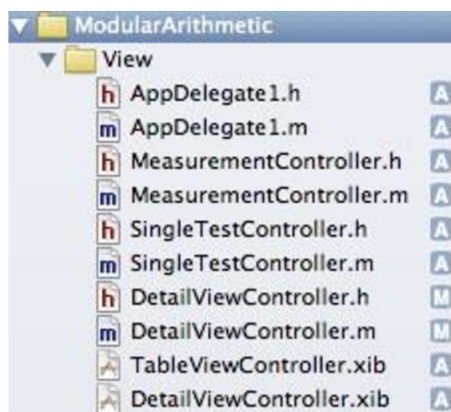 ModularArithmetic
View
h AppDelegate1.h A
m AppDelegate1.m A
h MeasurementController.h A
m MeasurementController.m A
h SingleTestController.h A
m SingleTestController.m A
h DetailViewController.h M
m DetailViewController.m M
TableViewController.xib A
DetailViewController.xib A